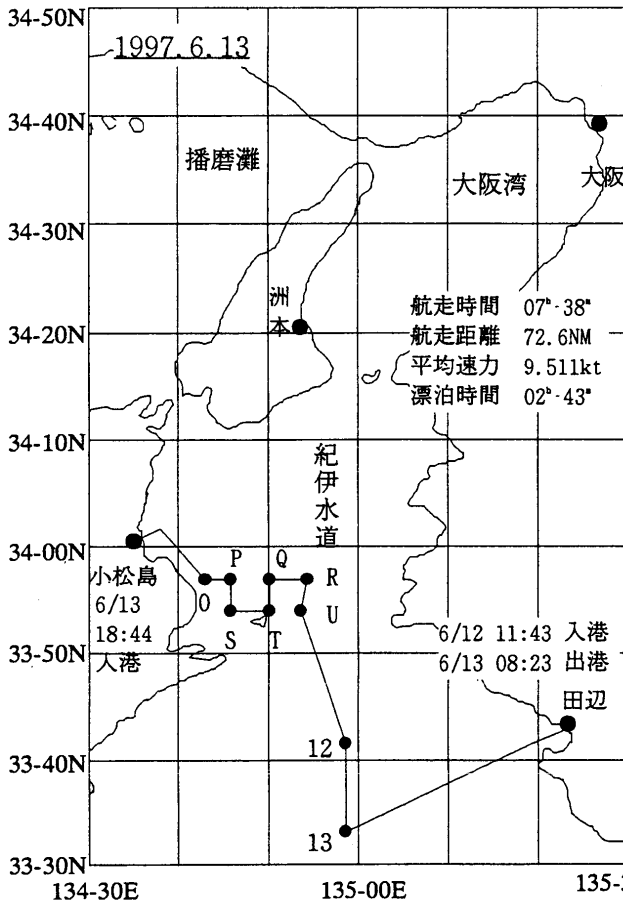 34-50N
1997.6.13
34-40N
播磨灘
大阪湾
大阪
34-30N
洲本
航走時間 07ʰ-38ᵐ
航走距離 72.6NM
34-20N
平均速力 9.511kt
漂泊時間 02ʰ-43ᵐ
34-10N
紀伊水道
34-00N
P Q
R
小松島
O
6/13
U
18:44
S T
入港
6/12 11:43 入港
33-50N
6/13 08:23 出港
田辺
12
33-40N
13
33-30N
134-30E 135-00E 135-3